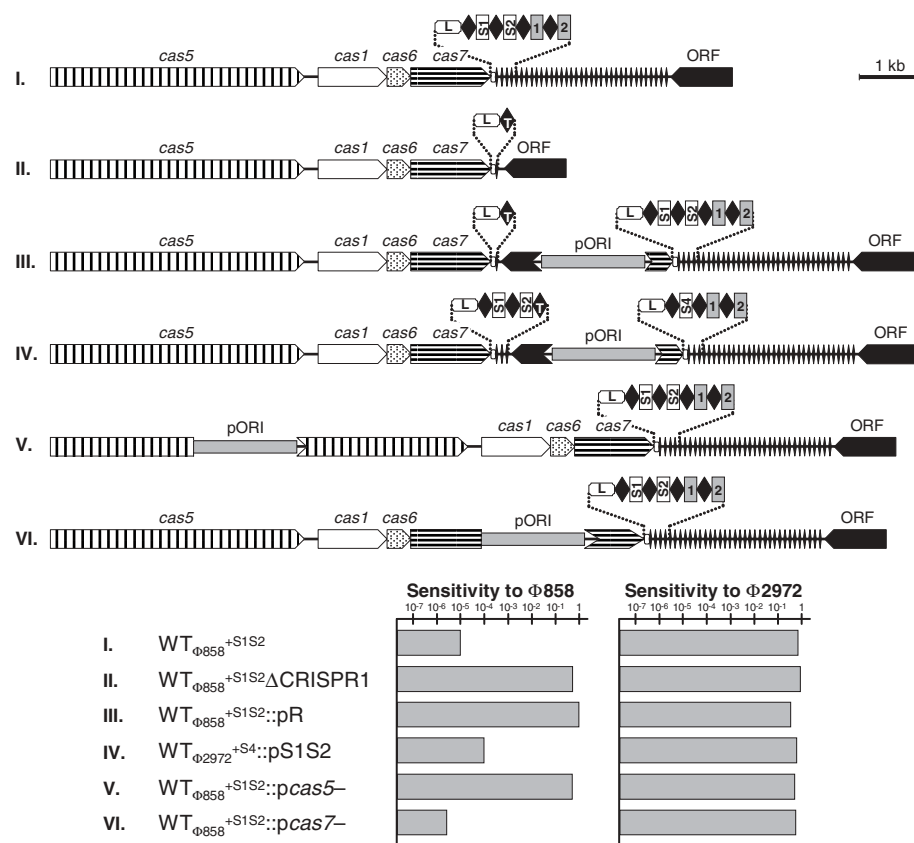 L S1 S2 1 2
cas5 cas1 cas6 cas7 ORF
I.
1 kb
L T
cas5 cas1 cas6 cas7 ORF
II.
L T L S1 S2 1 2
cas5 cas1 cas6 cas7 pORI ORF
III.
L S1 S2 T L S4 1 2
cas5 cas1 cas6 cas7 pORI ORF
IV.
L S1 S2 1 2
pORI cas1 cas6 cas7 ORF
V.
L S1 S2 1 2
cas5 cas1 cas6 pORI ORF
VI.
Sensitivity to Φ858 Sensitivity to Φ2972
10-7 10-6 10-5 10-4 10-3 10-2 10-1 1 10-7 10-6 10-5 10-4 10-3 10-2 10-1 1
I. WTΦ858+S1S2
II. WTΦ858+S1S2ΔCRISPR1
III. WTΦ858+S1S2::pR
IV. WTΦ2972+S4::pS1S2
V. WTΦ858+S1S2::pcas5–
VI. WTΦ858+S1S2::pcas7–